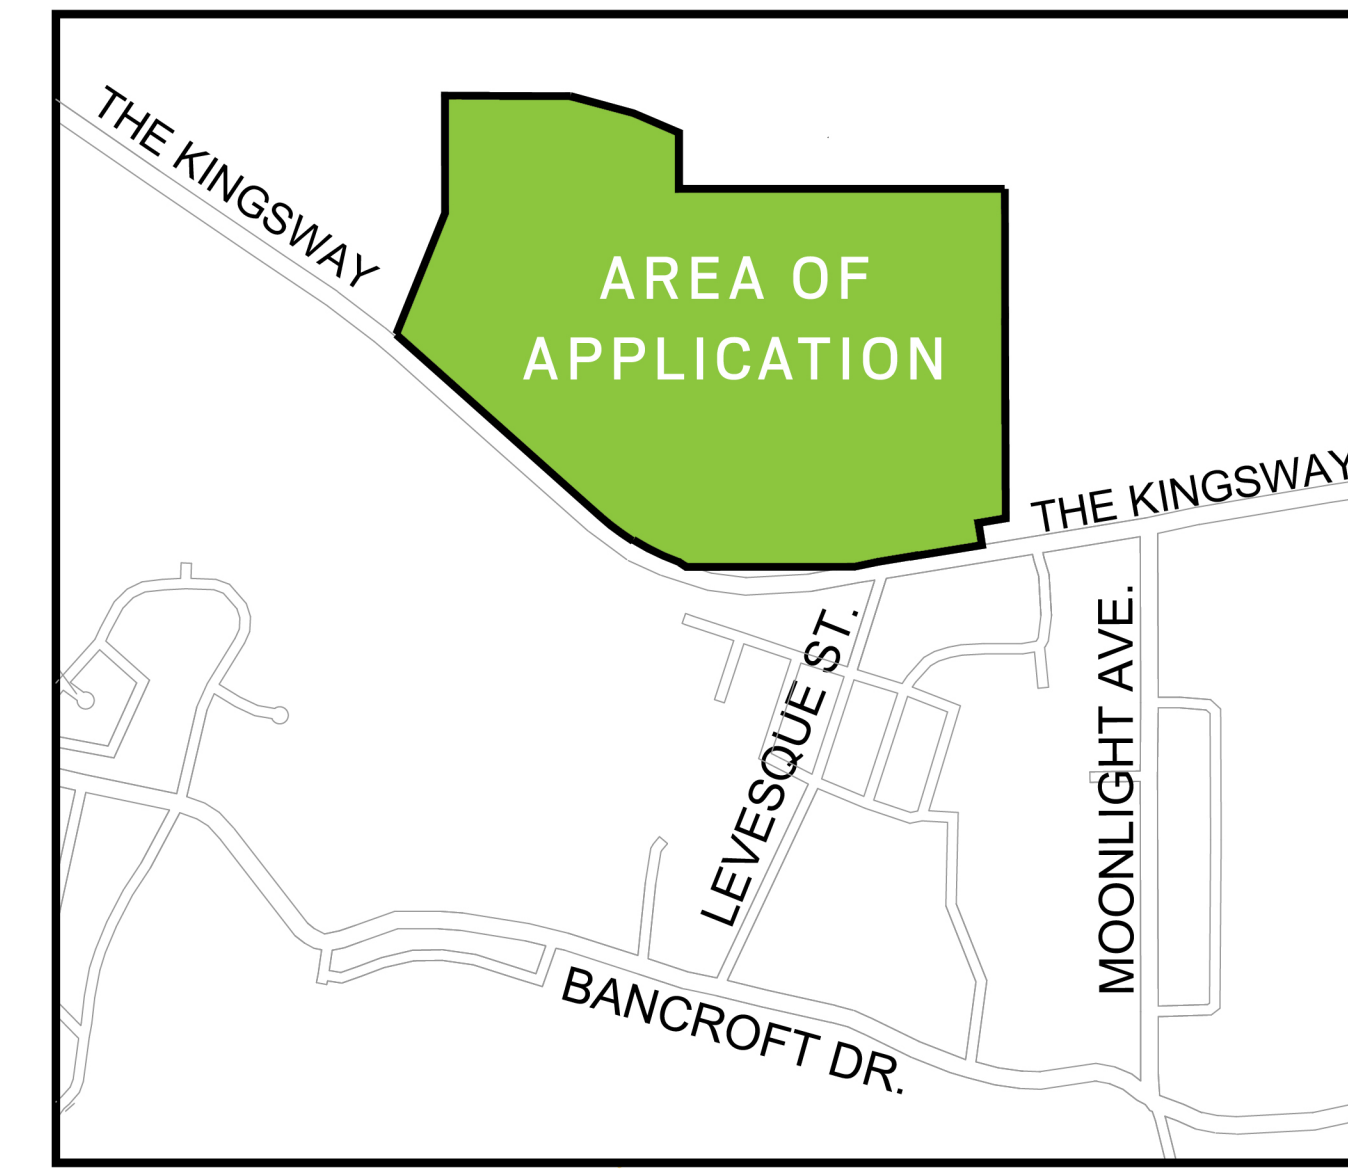 THE KINGSWAY
AREA OF
APPLICATION
THE KINGSWAY
LEVESQUE ST.
MOONLIGHT AVE.
BANCROFT DR.